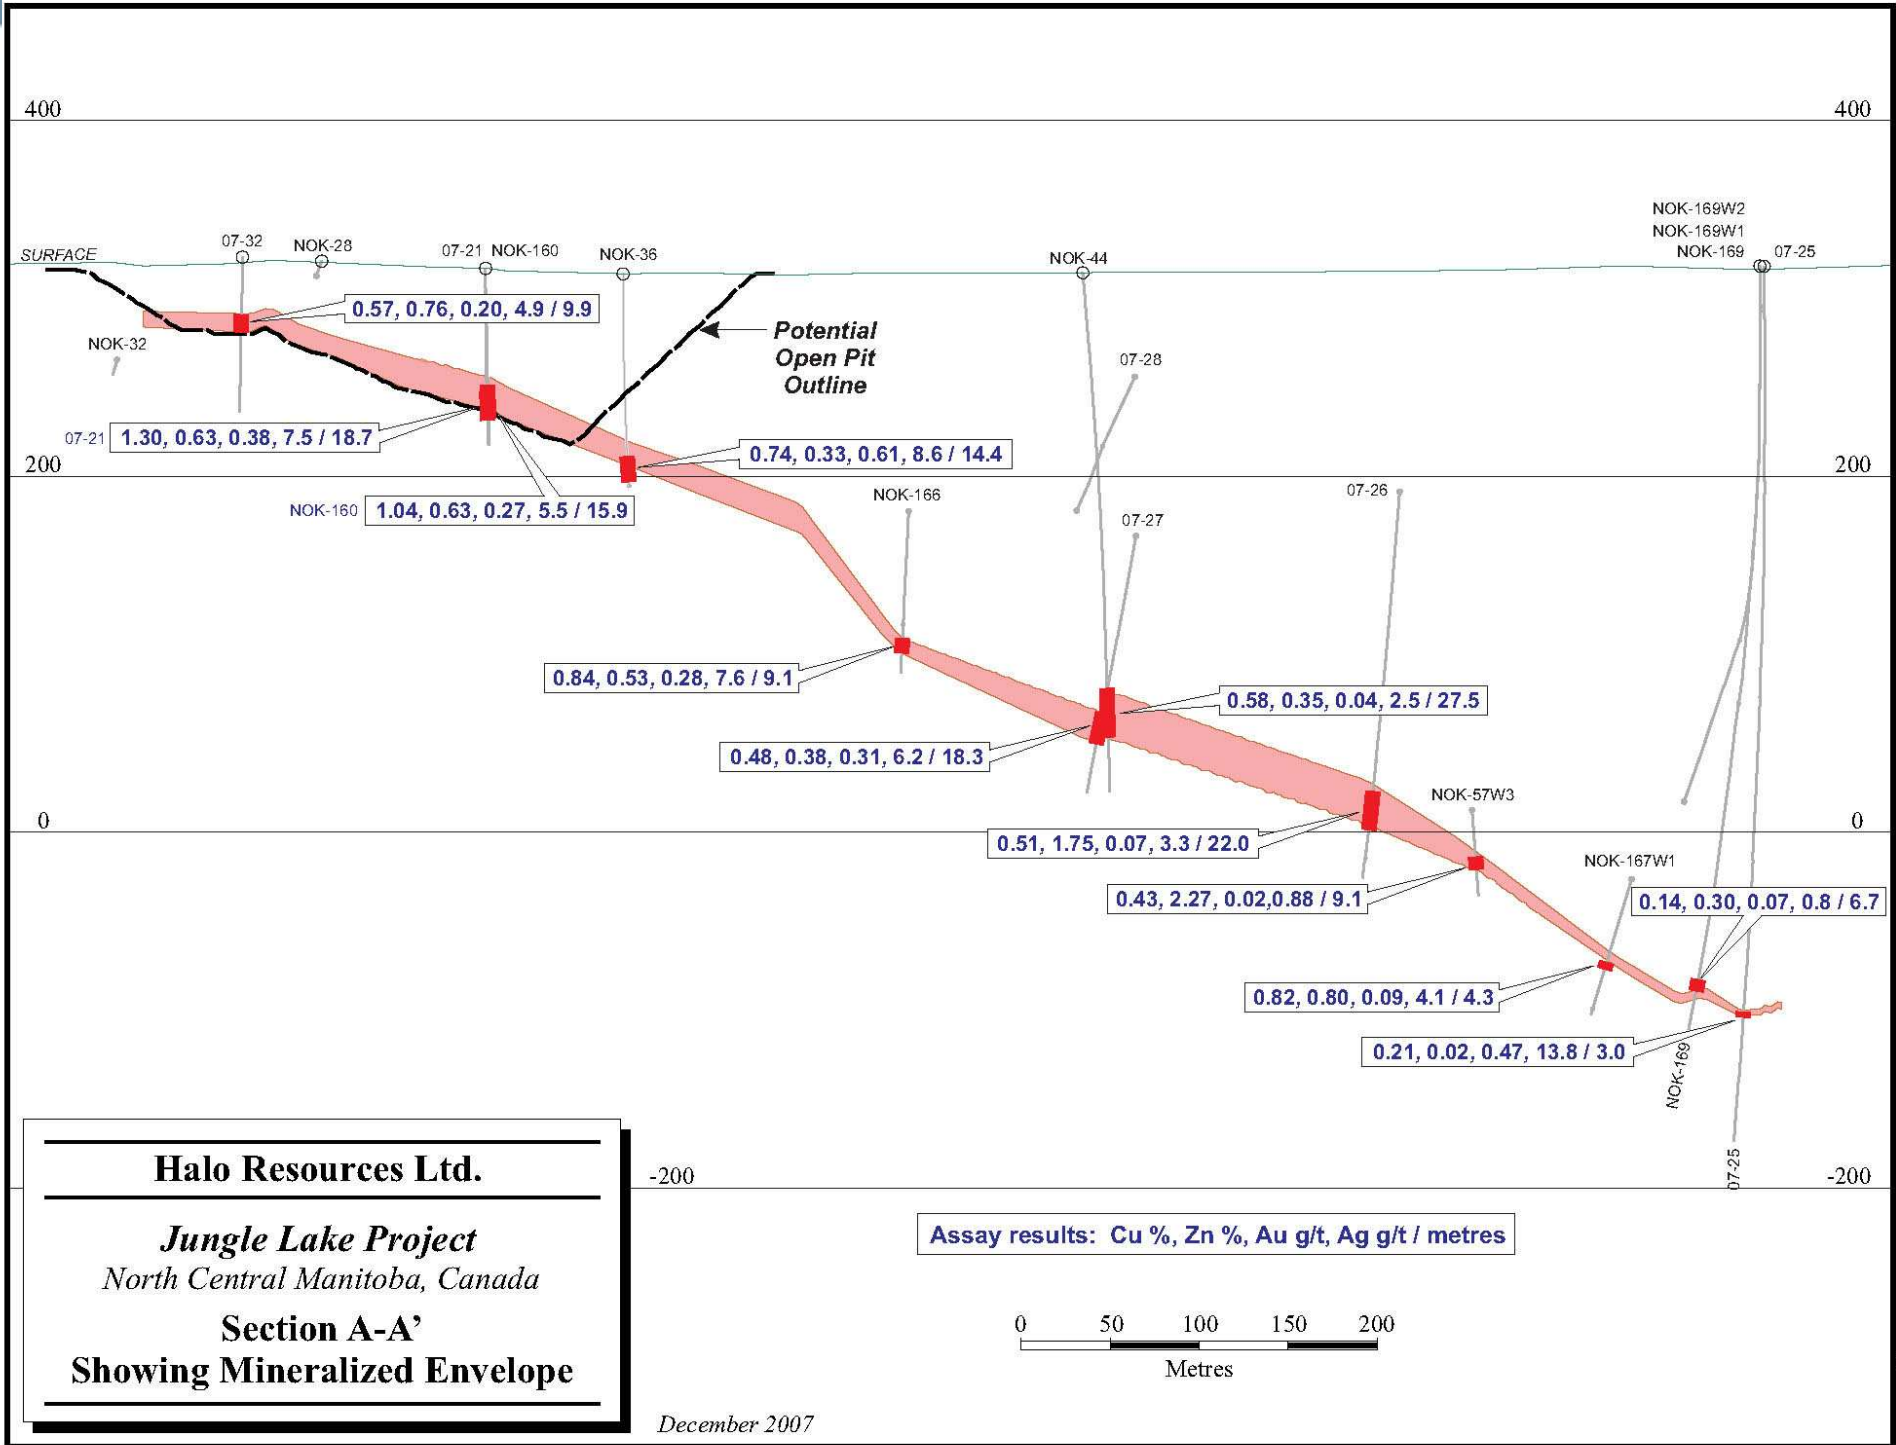 400
400
NOK-169W2
NOK-169W1
NOK-169
07-25
SURFACE
07-32
NOK-28
07-21
NOK-160
NOK-36
NOK-44
0.57, 0.76, 0.20, 4.9 / 9.9
Potential
Open Pit
Outline
NOK-32
07-28
07-21
1.30, 0.63, 0.38, 7.5 / 18.7
0.74, 0.33, 0.61, 8.6 / 14.4
200
200
NOK-166
07-26
NOK-160
1.04, 0.63, 0.27, 5.5 / 15.9
07-27
0.84, 0.53, 0.28, 7.6 / 9.1
0.58, 0.35, 0.04, 2.5 / 27.5
0.48, 0.38, 0.31, 6.2 / 18.3
NOK-57W3
0
0
0.51, 1.75, 0.07, 3.3 / 22.0
NOK-167W1
0.43, 2.27, 0.02,0.88 / 9.1
0.14, 0.30, 0.07, 0.8 / 6.7
0.82, 0.80, 0.09, 4.1 / 4.3
0.21, 0.02, 0.47, 13.8 / 3.0
NOK-169
07-25
-200
-200
Halo Resources Ltd.
Jungle Lake Project
North Central Manitoba, Canada
Section A-A’
Showing Mineralized Envelope
Assay results: Cu %, Zn %, Au g/t, Ag g/t / metres
0 50 100 150 200
Metres
December 2007